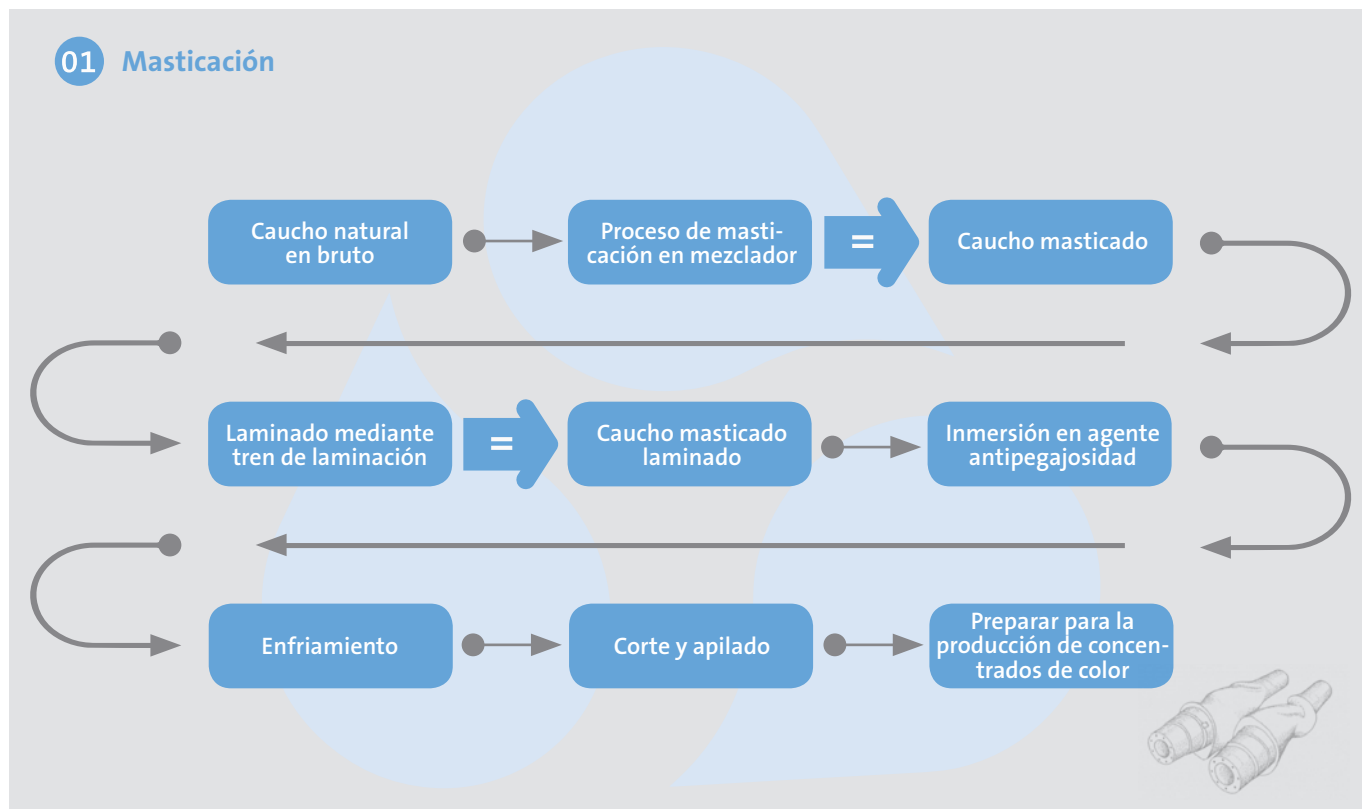 01 Masticación
Caucho natural
en bruto
Proceso de masti-
cación en mezclador
=
Caucho masticado
Laminado mediante
tren de laminación
=
Caucho masticado
laminado
Inmersión en agente
antipegajosidad
Enfriamiento
Corte y apilado
Preparar para la
producción de concen-
trados de color